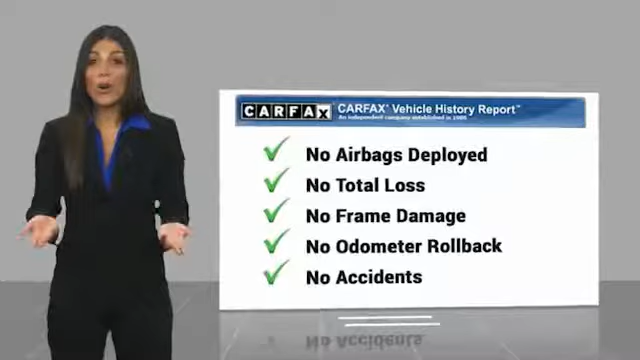 CARFAX CARFAX® Vehicle History Report™
An independent company established in 1986
No Airbags Deployed
No Total Loss
No Frame Damage
No Odometer Rollback
No Accidents